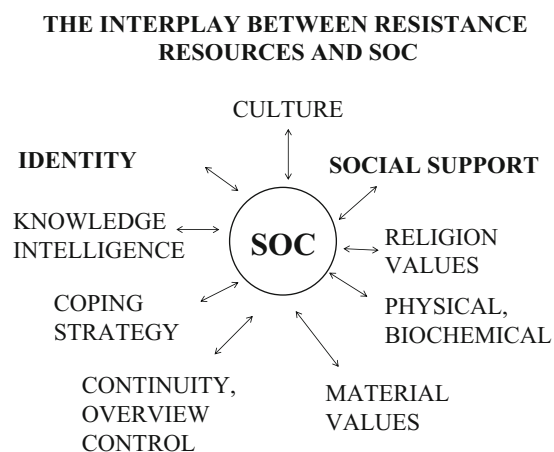 THE INTERPLAY BETWEEN RESISTANCE
RESOURCES AND SOC
CULTURE
IDENTITY
SOCIAL SUPPORT
KNOWLEDGE
INTELLIGENCE
SOC
RELIGION
VALUES
COPING
STRATEGY
PHYSICAL,
BIOCHEMICAL
CONTINUITY,
OVERVIEW
CONTROL
MATERIAL
VALUES